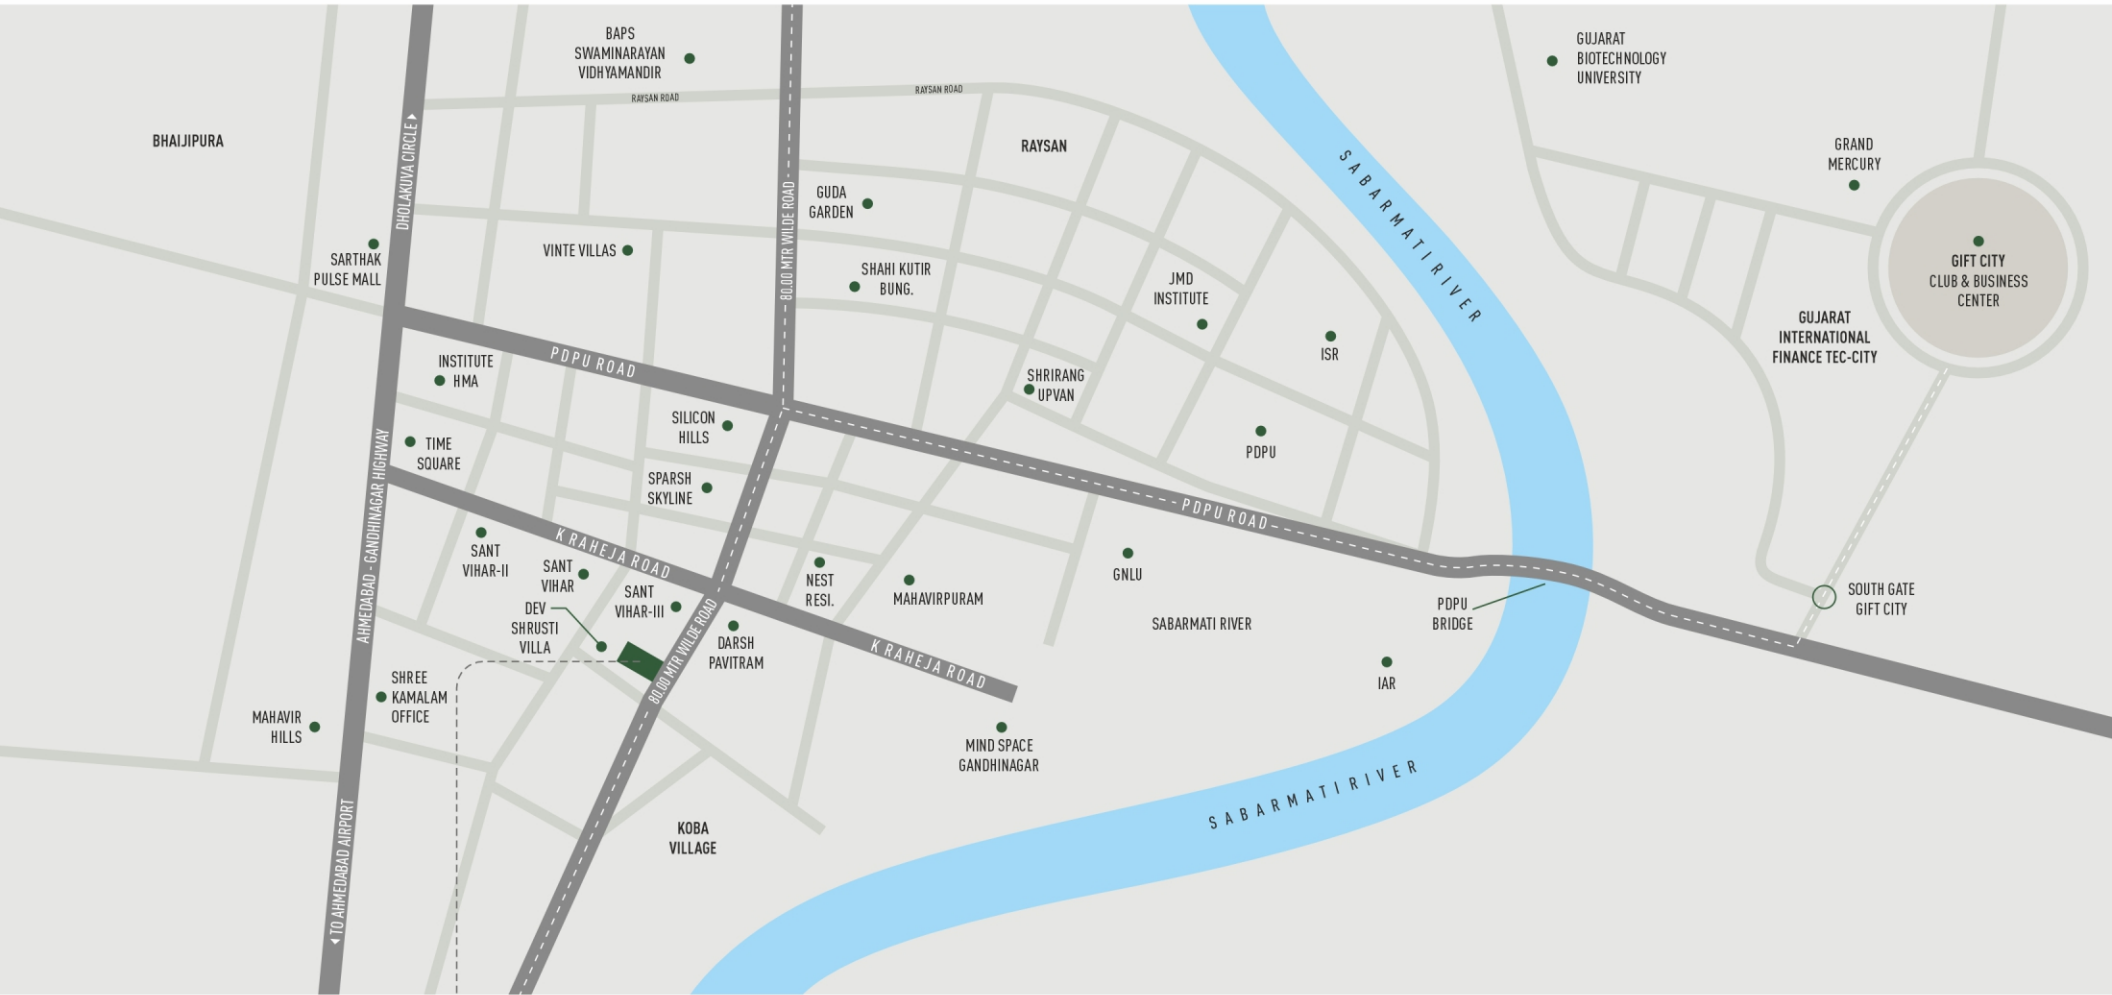 BAPS
SWAMINARAYAN
VIDHYAMANDIR
GUJARAT
BIOTECHNOLOGY
UNIVERSITY
RAYSAN ROAD
RAYSAN ROAD
BHAIJIPURA
DHOLAKUVA CIRCLE
RAYSAN
SABARMATI RIVER
GRAND
MERCURY
GUDA
GARDEN
80.00 MTR WILDE ROAD
VINTE VILLAS
SARTHAK
PULSE MALL
SHAHI KUTIR
BUNG.
JMD
INSTITUTE
GIFT CITY
CLUB & BUSINESS
CENTER
GUJARAT
INTERNATIONAL
FINANCE TEC-CITY
ISR
PDPU ROAD
INSTITUTE
HMA
SHRIRANG
UPVAN
SILICON
HILLS
TIME
SQUARE
PDPU
SPARSH
SKYLINE
AHMEDABAD - GANDHINAGAR HIGHWAY
PDPU ROAD
K RAHEJA ROAD
SANT
VIHAR-II
SANT
VIHAR
SANT
VIHAR-III
NEST
RESI.
MAHAVIRPURAM
GNLU
PDPU
BRIDGE
SOUTH GATE
GIFT CITY
DEV
SHRUSTI
VILLA
SABARMATI RIVER
DARSH
PAVITRAM
80.00 MTR WILDE ROAD
K RAHEJA ROAD
IAR
SHREE
KAMALAM
OFFICE
MAHAVIR
HILLS
MIND SPACE
GANDHINAGAR
SABARMATI RIVER
KOBA
VILLAGE
TO AHMEDABAD AIRPORT